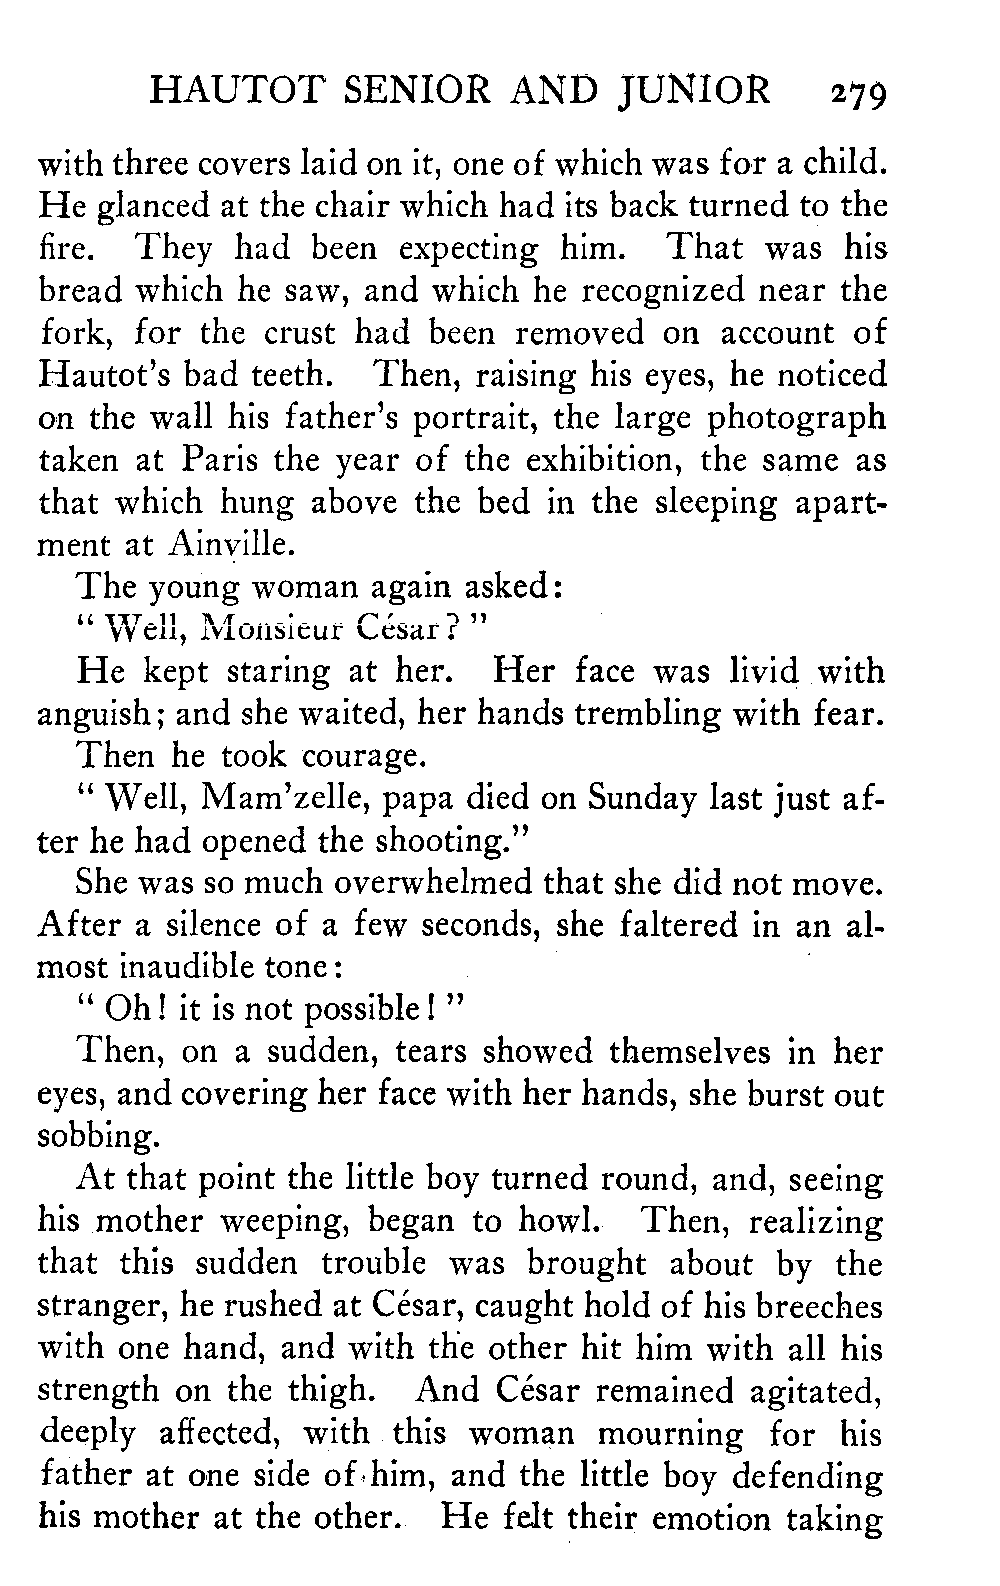 HAUTOT SENIOR AND JUNIOR 279
with three covers laid on it, one of which was for a child.
He glanced at the chair which had its back turned to the
fire. They had been expecting him. That was his
bread which he saw, and which he recognized near the
fork, for the crust had been removed on account of
Hautot's bad teeth. Then, raising his eyes, he noticed
on the wall his father's portrait, the large photograph
taken at Paris the year of the exhibition, the same as
that which hung above the bed in the sleeping apart-
ment at Ainville.
The young woman again asked:
“ Well, Monsieur César? ”
He kept staring at her. Her face was livid with
anguish; and she waited, her hands trembling with fear.
Then he took courage.
“ Well, Mam'zelle, papa died on Sunday last just af-
ter he had opened the shooting.”
She was so much overwhelmed that she did not move.
After a silence of a few seconds, she faltered in an al-
most inaudible tone:
“ Oh! it is not possible! ”
Then, on a sudden, tears showed themselves in her
eyes, and covering her face with her hands, she burst out
sobbing.
At that point the little boy turned round, and, seeing
his mother weeping, began to howl. Then, realizing
that this sudden trouble was brought about by the
stranger, he rushed at César, caught hold of his breeches
with one hand, and with the other hit him with all his
strength on the thigh. And César remained agitated,
deeply affected, with this woman mourning for his
father at one side of him, and the little boy defending
his mother at the other. He felt their emotion taking